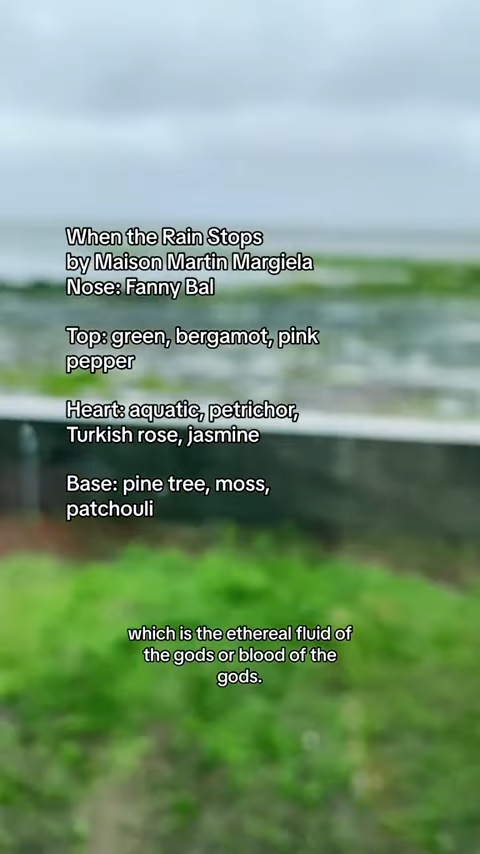 When the Rain Stops
by Maison Martin Margiela
Nose: Fanny Bal
Top: green, bergamot, pink
pepper
Heart: aquatic, petrichor,
Turkish rose, jasmine
Base: pine tree, moss,
patchouli
which is the ethereal fluid of
the gods or blood of the
gods.